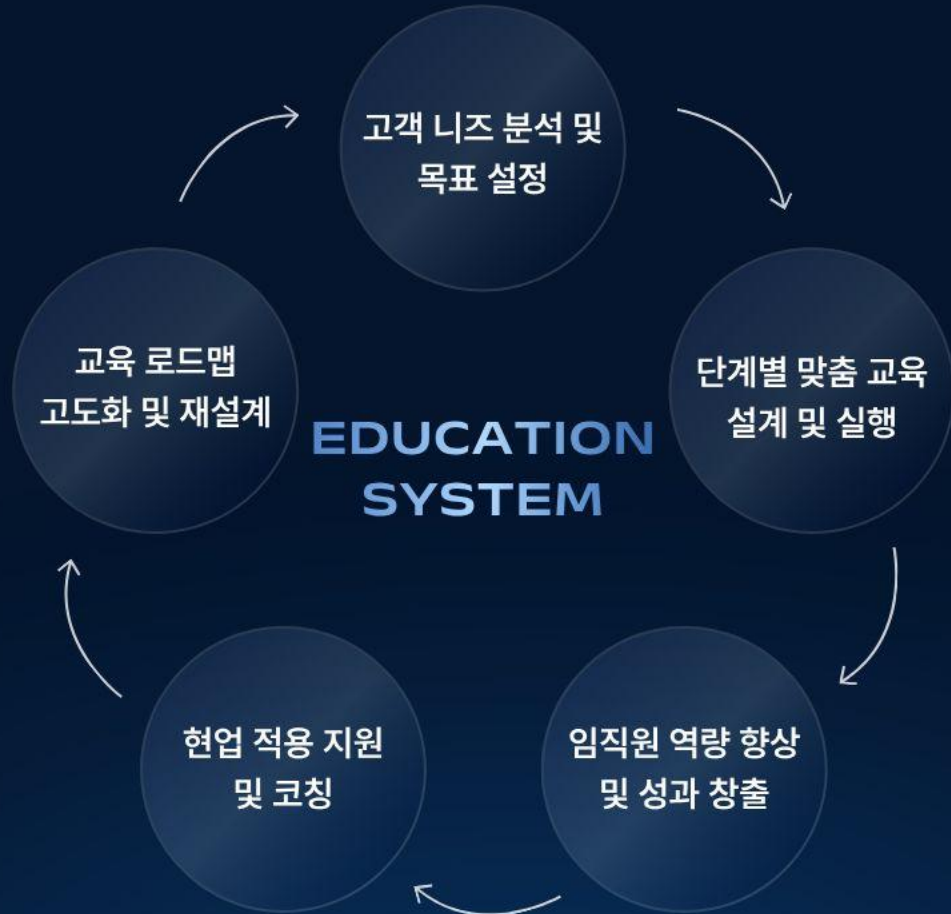 고객 니즈 분석 및
목표 설정
단계별 맞춤 교육
설계 및 실행
임직원 역량 향상
및 성과 창출
현업 적용 지원
및 코칭
교육 로드맵
고도화 및 재설계
EDUCATION
SYSTEM